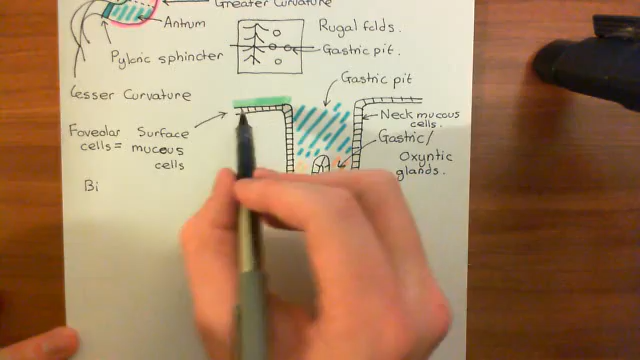 Greater Curvature
Antrum
Pyloric sphincter
Lesser Curvature
Rugal folds.
Gastric pit.
Gastric pit
Foveolar Surface
cells = mucous
cells
Neck mucous
cells.
Gastric/
Oxyntic
glands.
Bi